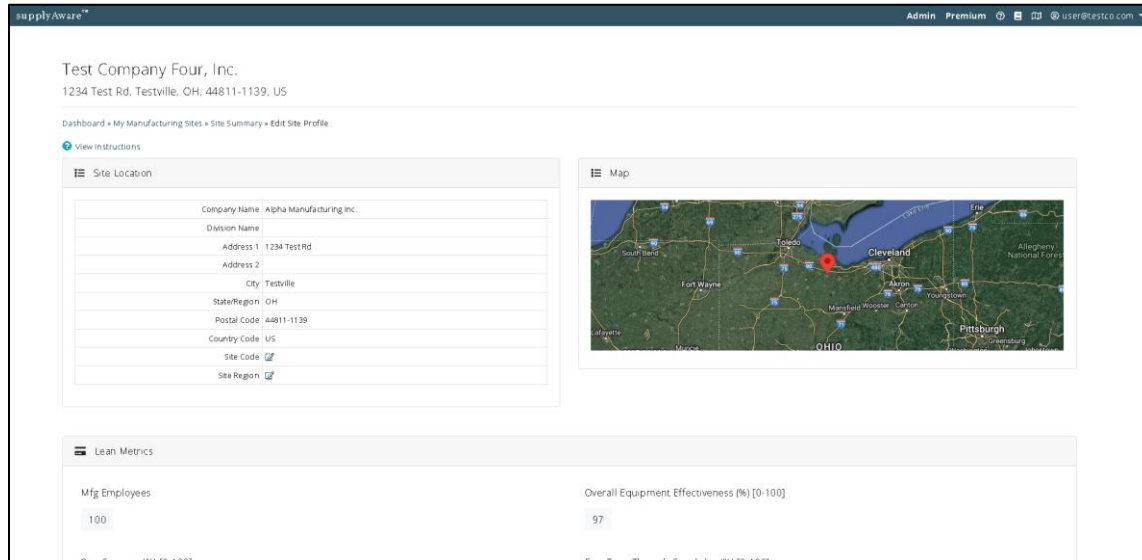 supplyAware™
Admin Premium user@testco.com
Test Company Four, Inc.
1234 Test Rd, Testville, OH, 44811-1139, US
Dashboard » My Manufacturing Sites » Site Summary » Edit Site Profile
View Instructions
Site Location
Company Name Alpha Manufacturing Inc.
Division Name
Address 1 1234 Test Rd
Address 2
City Testville
State/Region OH
Postal Code 44811-1139
Country Code US
Site Code
Site Region
Map
Erie
Lake Erie
Toledo
South Bend
Cleveland
Allegheny
National Forest
Fort Wayne
Akron
Youngstown
Mansfield Wooster Canton
Pittsburgh
Lafayette
Greensburg
Muncie
OHIO
Lean Metrics
Mfg Employees
100
Overall Equipment Effectiveness (%) [0-100]
97